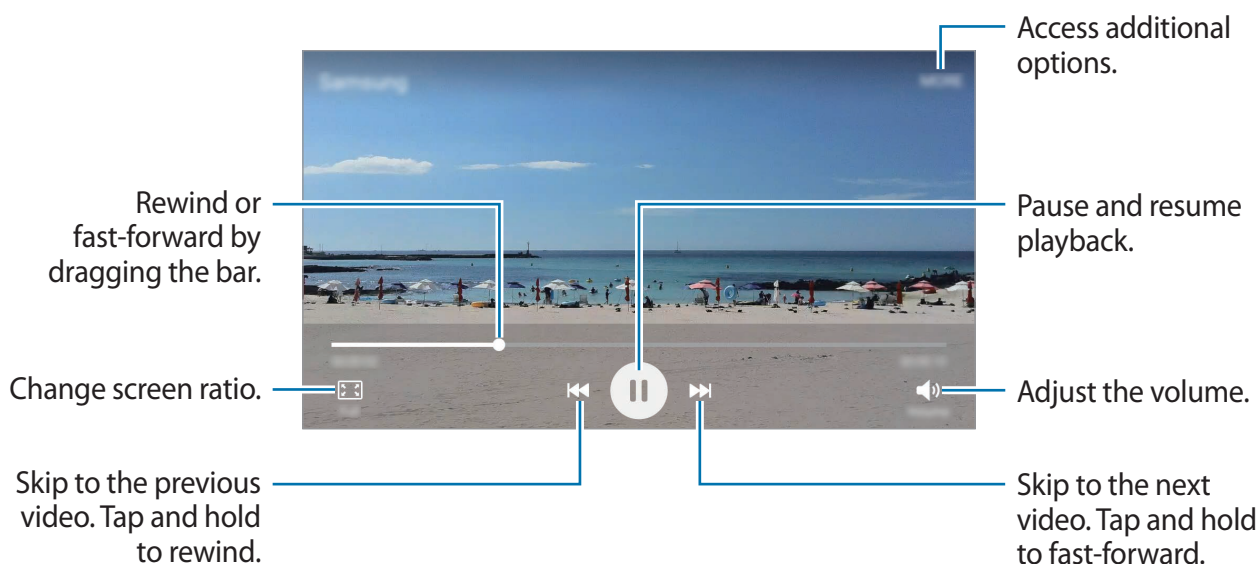 Access additional
options.
Samsung
MORE
Rewind or
fast-forward by
dragging the bar.
Pause and resume
playback.
Change screen ratio.
Adjust the volume.
Skip to the previous
video. Tap and hold
to rewind.
Skip to the next
video. Tap and hold
to fast-forward.